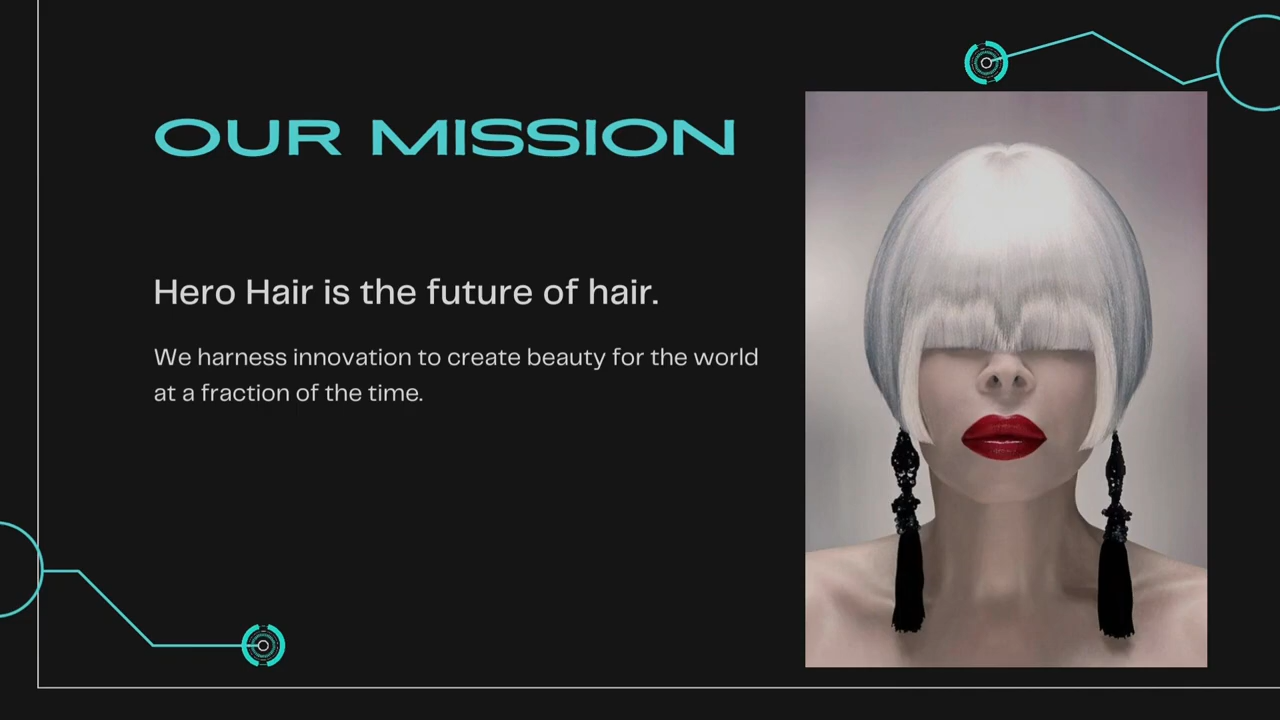 OUR MISSION
Hero Hair is the future of hair.
We harness innovation to create beauty for the world
at a fraction of the time.